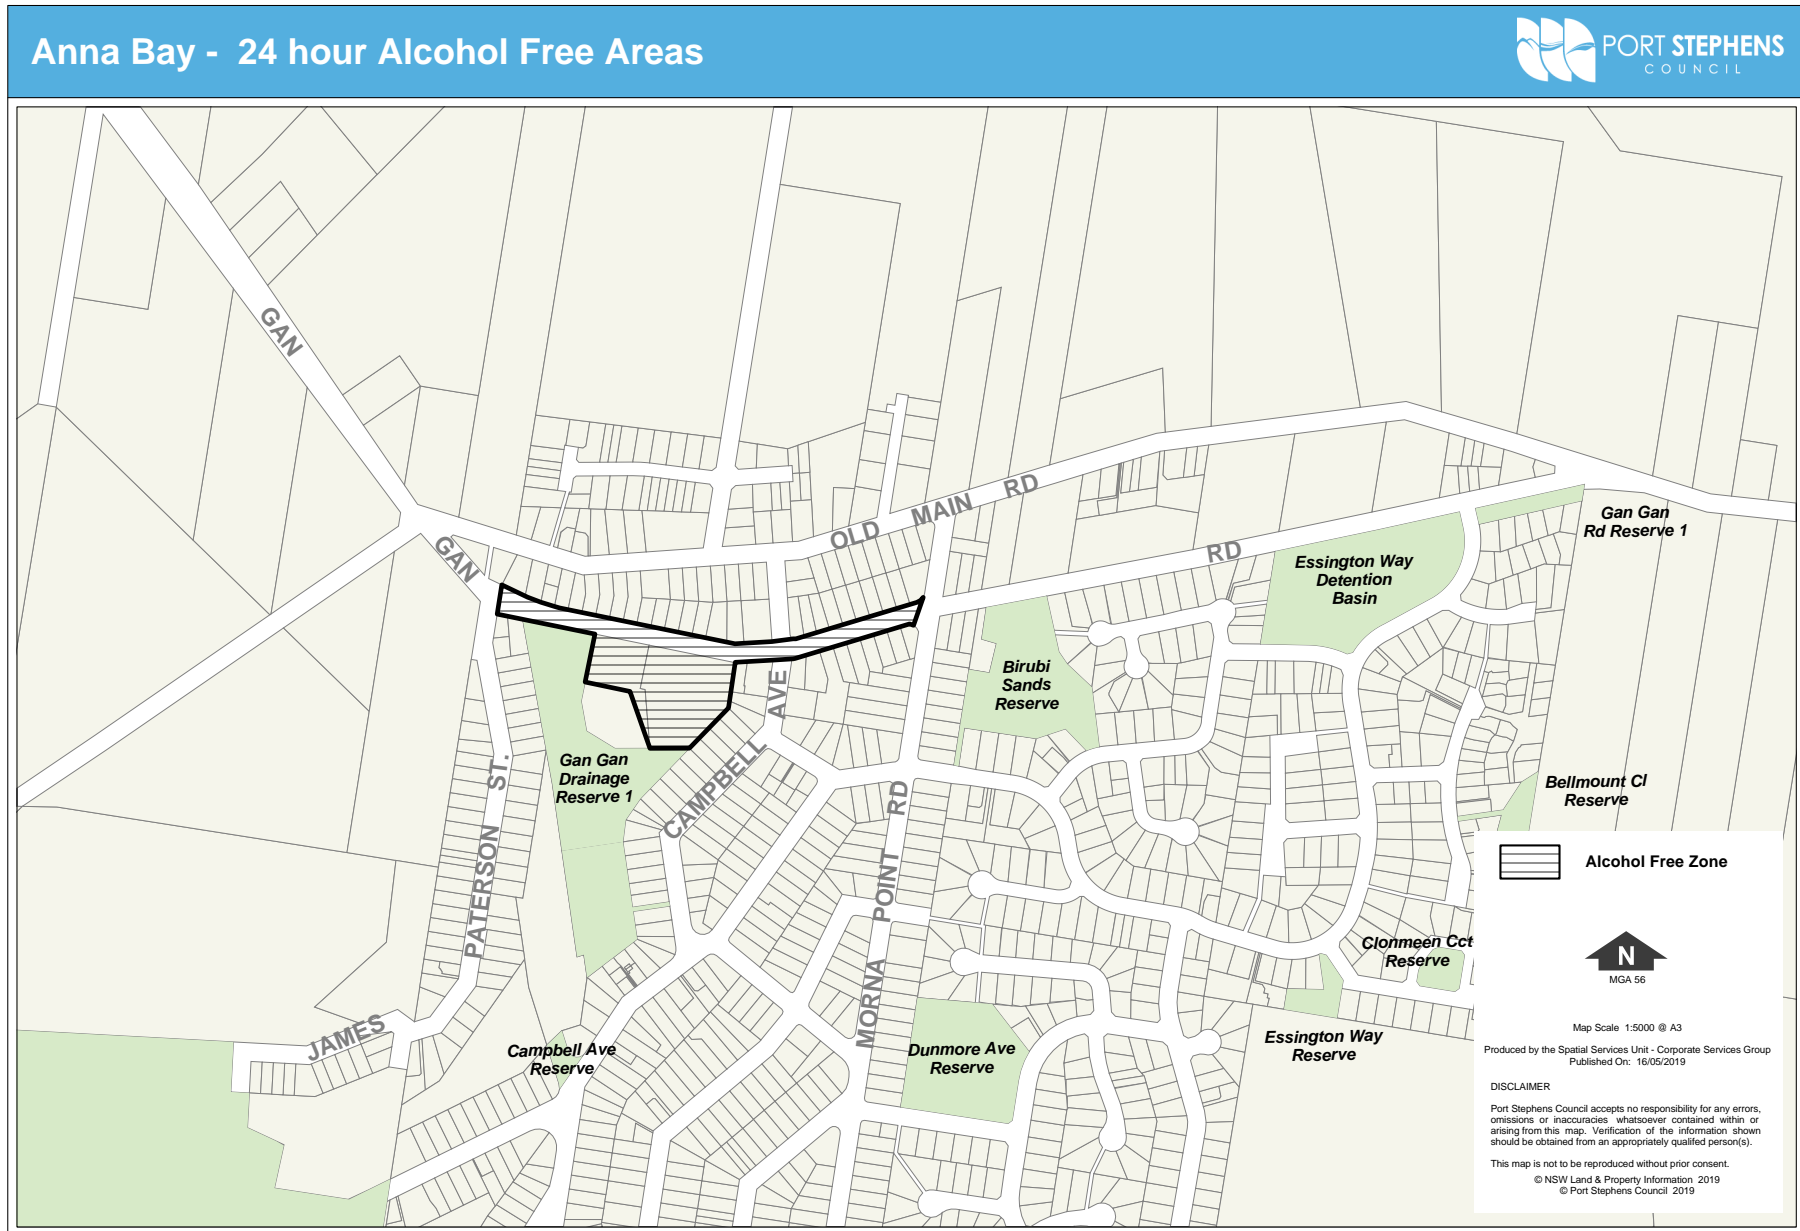 Anna Bay - 24 hour Alcohol Free Areas
PORT STEPHENS
COUNCIL
GAN
GAN
OLD MAIN RD
RD
Gan Gan
Rd Reserve 1
Essington Way
Detention
Basin
Birubi
Sands
Reserve
AVE
CAMPBELL
Gan Gan
Drainage
Reserve 1
PATERSON ST.
MORNA POINT RD
Bellmount Cl
Reserve
Clonmeen Cct
Reserve
JAMES
Campbell Ave
Reserve
Dunmore Ave
Reserve
Essington Way
Reserve
Alcohol Free Zone
N
MGA 56
Map Scale 1:5000 @ A3
Produced by the Spatial Services Unit - Corporate Services Group
Published On: 16/05/2019
DISCLAIMER
Port Stephens Council accepts no responsibility for any errors,
omissions or inaccuracies whatsoever contained within or
arising from this map. Verification of the information shown
should be obtained from an appropriately qualifed person(s).
This map is not to be reproduced without prior consent.
© NSW Land & Property Information 2019
© Port Stephens Council 2019